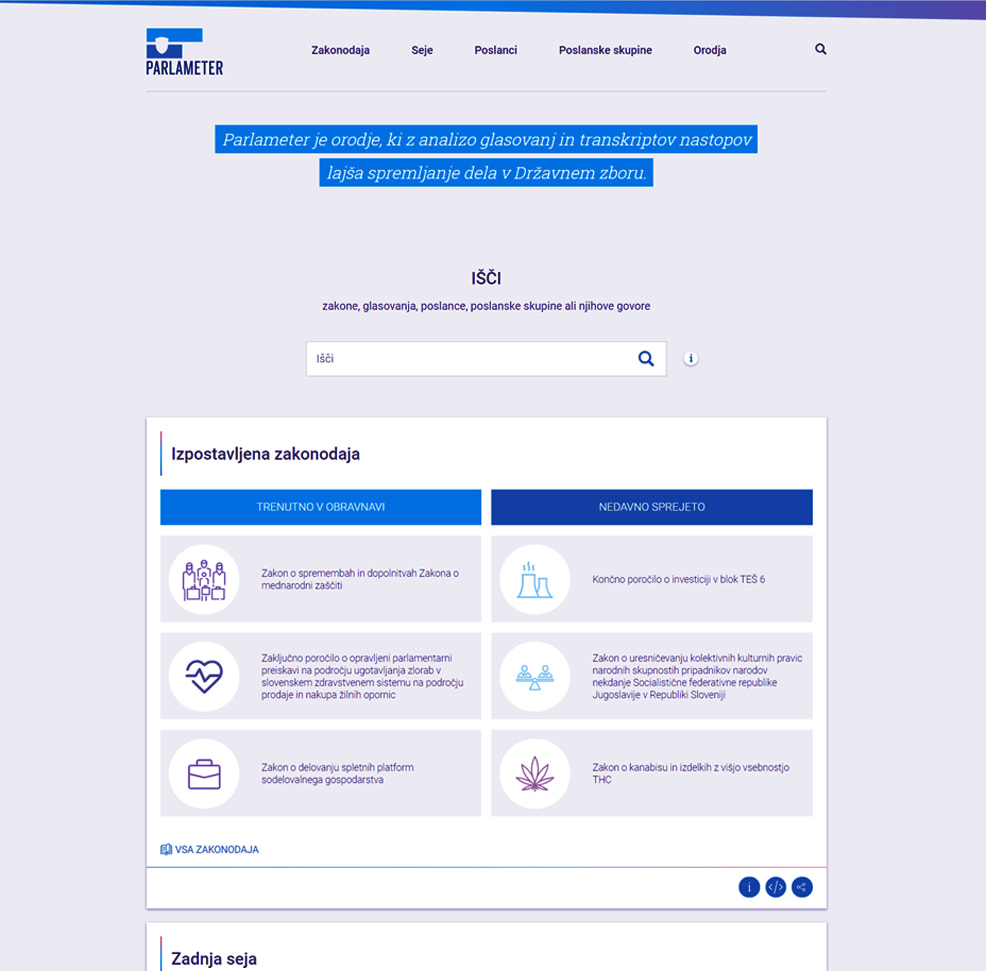 PARLAMETER
Zakonodaja Seje Poslanci Poslanske skupine Orodja
Parlameter je orodje, ki z analizo glasovanj in transkriptov nastopov
lajša spremljanje dela v Državnem zboru.
IŠČI
zakone, glasovanja, poslance, poslanske skupine ali njihove govore
Išči
i
Izpostavljena zakonodaja
TRENUTNO V OBRAVNAVI
Zakon o spremembah in dopolnitvah Zakona o
mednarodni zaščiti
Zaključno poročilo o opravljeni parlamentarni
preiskavi na področju ugotavljanja zlorab v
slovenskem zdravstvenem sistemu na področju
prodaje in nakupa žilnih opornic
Zakon o delovanju spletnih platform
sodelovalnega gospodarstva
NEDAVNO SPREJETO
Končno poročilo o investiciji v blok TEŠ 6
Zakon o uresničevanju kolektivnih kulturnih pravic
narodnih skupnostih pripadnikov narodov
nekdanje Socialistične federativne republike
Jugoslavije v Republiki Sloveniji
Zakon o kanabisu in izdelkih z višjo vsebnostjo
THC
VSA ZAKONODAJA
i </>
Zadnja seja